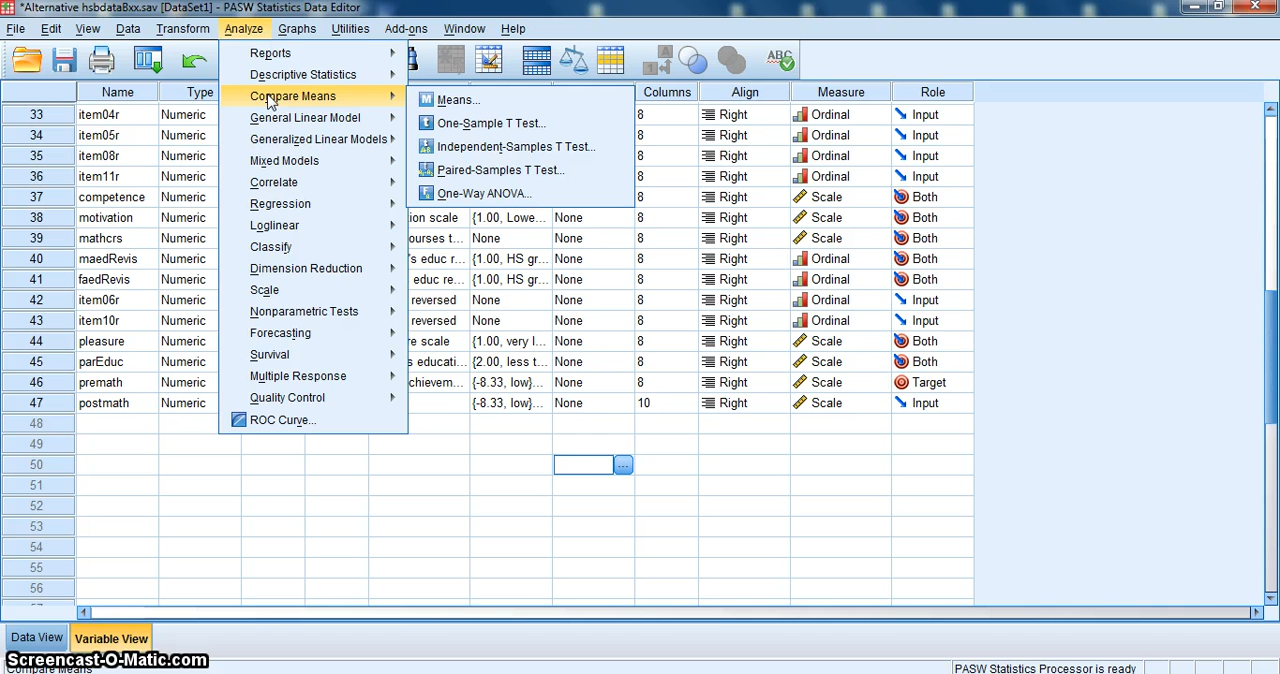 *Alternative hsbdataBxx.sav [DataSet1] - PASW Statistics Data Editor
File Edit View Data Transform Analyze Graphs Utilities Add-ons Window Help
Reports
Descriptive Statistics
Compare Means
General Linear Model
Generalized Linear Models
Mixed Models
Correlate
Regression
Loglinear
Classify
Dimension Reduction
Scale
Nonparametric Tests
Forecasting
Survival
Multiple Response
Quality Control
ROC Curve...
Means...
One-Sample T Test...
Independent-Samples T Test...
Paired-Samples T Test...
One-Way ANOVA...
Name Type Columns Align Measure Role
33 item04r Numeric 8 Right Ordinal Input
34 item05r Numeric 8 Right Ordinal Input
35 item08r Numeric 8 Right Ordinal Input
36 item11r Numeric 8 Right Ordinal Input
37 competence Numeric 8 Right Scale Both
38 motivation Numeric on scale {1.00, Lowe... None 8 Right Scale Both
39 mathcrs Numeric ourses t... None None 8 Right Scale Both
40 maedRevis Numeric 's educ r... {1.00, HS gr... None 8 Right Ordinal Both
41 faedRevis Numeric educ re... {1.00, HS gr... None 8 Right Ordinal Both
42 item06r Numeric reversed None None 8 Right Ordinal Input
43 item10r Numeric reversed None None 8 Right Ordinal Input
44 pleasure Numeric re scale {1.00, very l... None 8 Right Scale Both
45 parEduc Numeric s educati... {2.00, less t... None 8 Right Scale Both
46 premath Numeric chievem... {-8.33, low}... None 8 Right Scale Target
47 postmath Numeric {-8.33, low}... None 10 Right Scale Input
48
49
50 ...
51
52
53
54
55
56
Data View Variable View
Screencast-O-Matic.com
Compare Means PASW Statistics Processor is ready